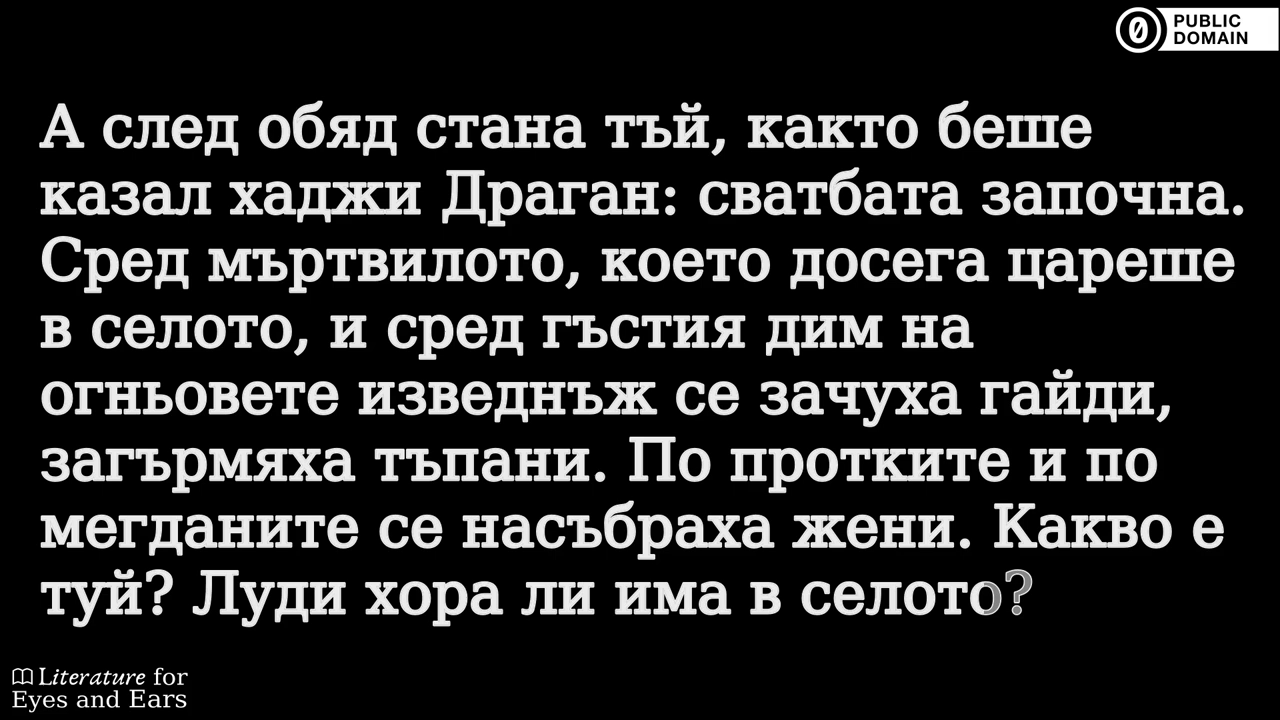 PUBLIC
DOMAIN
А след обяд стана тъй, както беше
казал хаджи Драган: сватбата започна.
Сред мъртвилото, което досега цареше
в селото, и сред гъстия дим на
огньовете изведнъж се зачуха гайди,
загърмяха тъпани. По протките и по
мегданите се насъбраха жени. Какво е
туй? Луди хора ли има в селото?
Literature for
Eyes and Ears